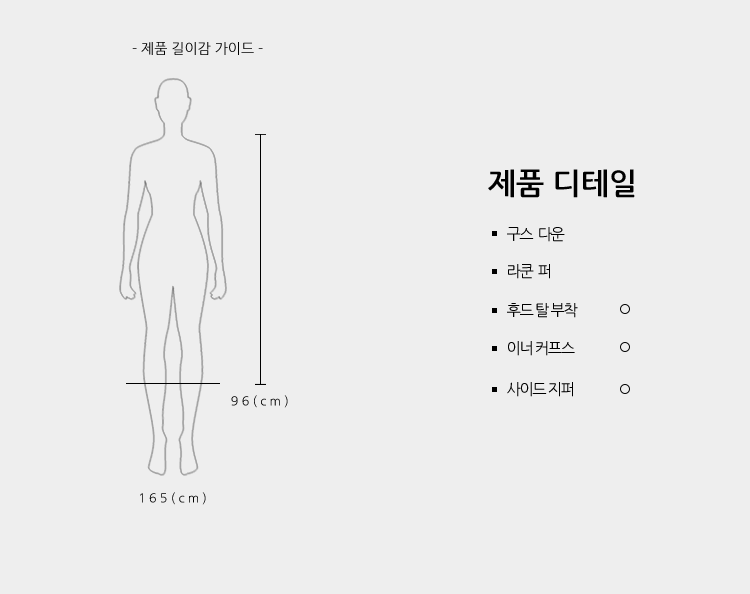 - 제품 길이감 가이드 -
96(cm)
165(cm)
제품 디테일
▪ 구스 다운
▪ 라쿤 퍼
▪ 후드 탈 부착 ○
▪ 이너 커프스 ○
▪ 사이드 지퍼 ○